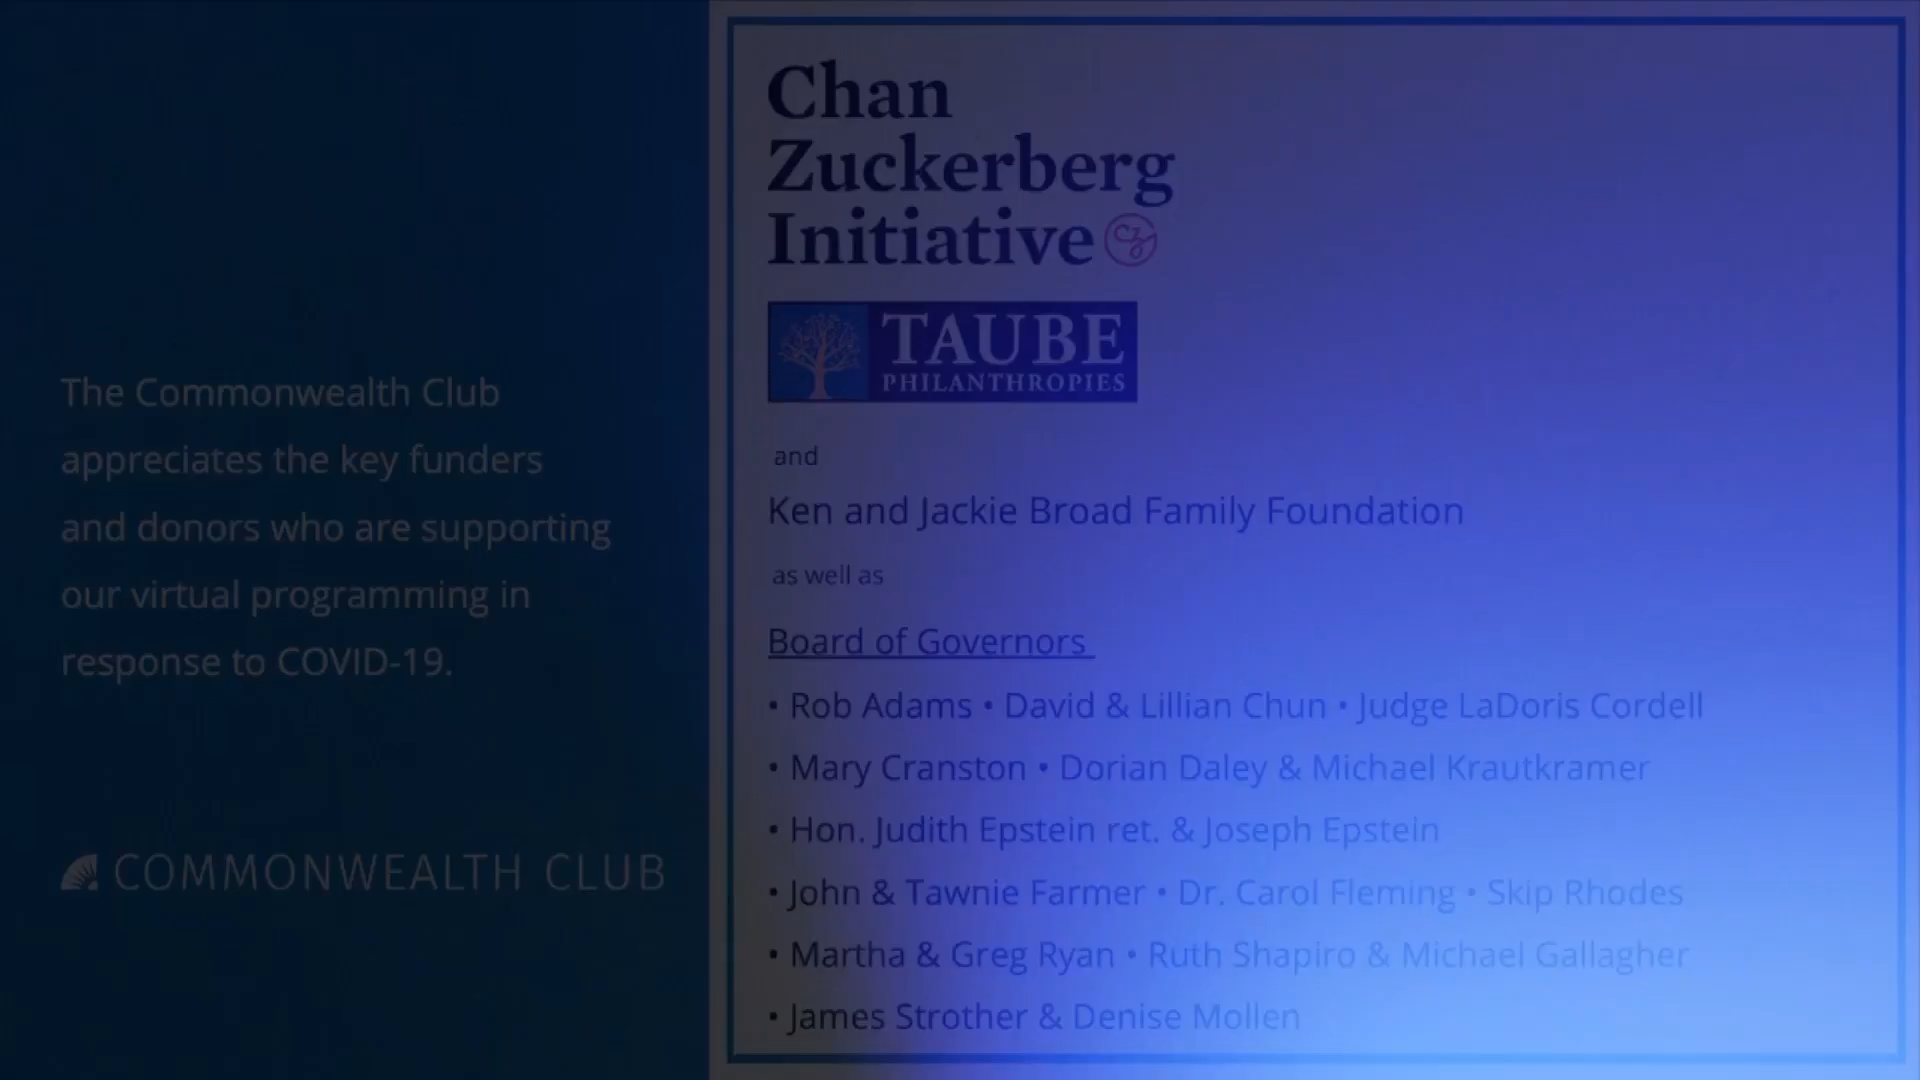 The Commonwealth Club
appreciates the key funders
and donors who are supporting
our virtual programming in
response to COVID-19.
COMMONWEALTH CLUB
Chan
Zuckerberg
Initiative
cz
TAUBE
PHILANTHROPIES
and
Ken and Jackie Broad Family Foundation
as well as
Board of Governors
• Rob Adams • David & Lillian Chun • Judge LaDoris Cordell
• Mary Cranston • Dorian Daley & Michael Krautkramer
• Hon. Judith Epstein ret. & Joseph Epstein
• John & Tawnie Farmer • Dr. Carol Fleming • Skip Rhodes
• Martha & Greg Ryan • Ruth Shapiro & Michael Gallagher
• James Strother & Denise Mollen